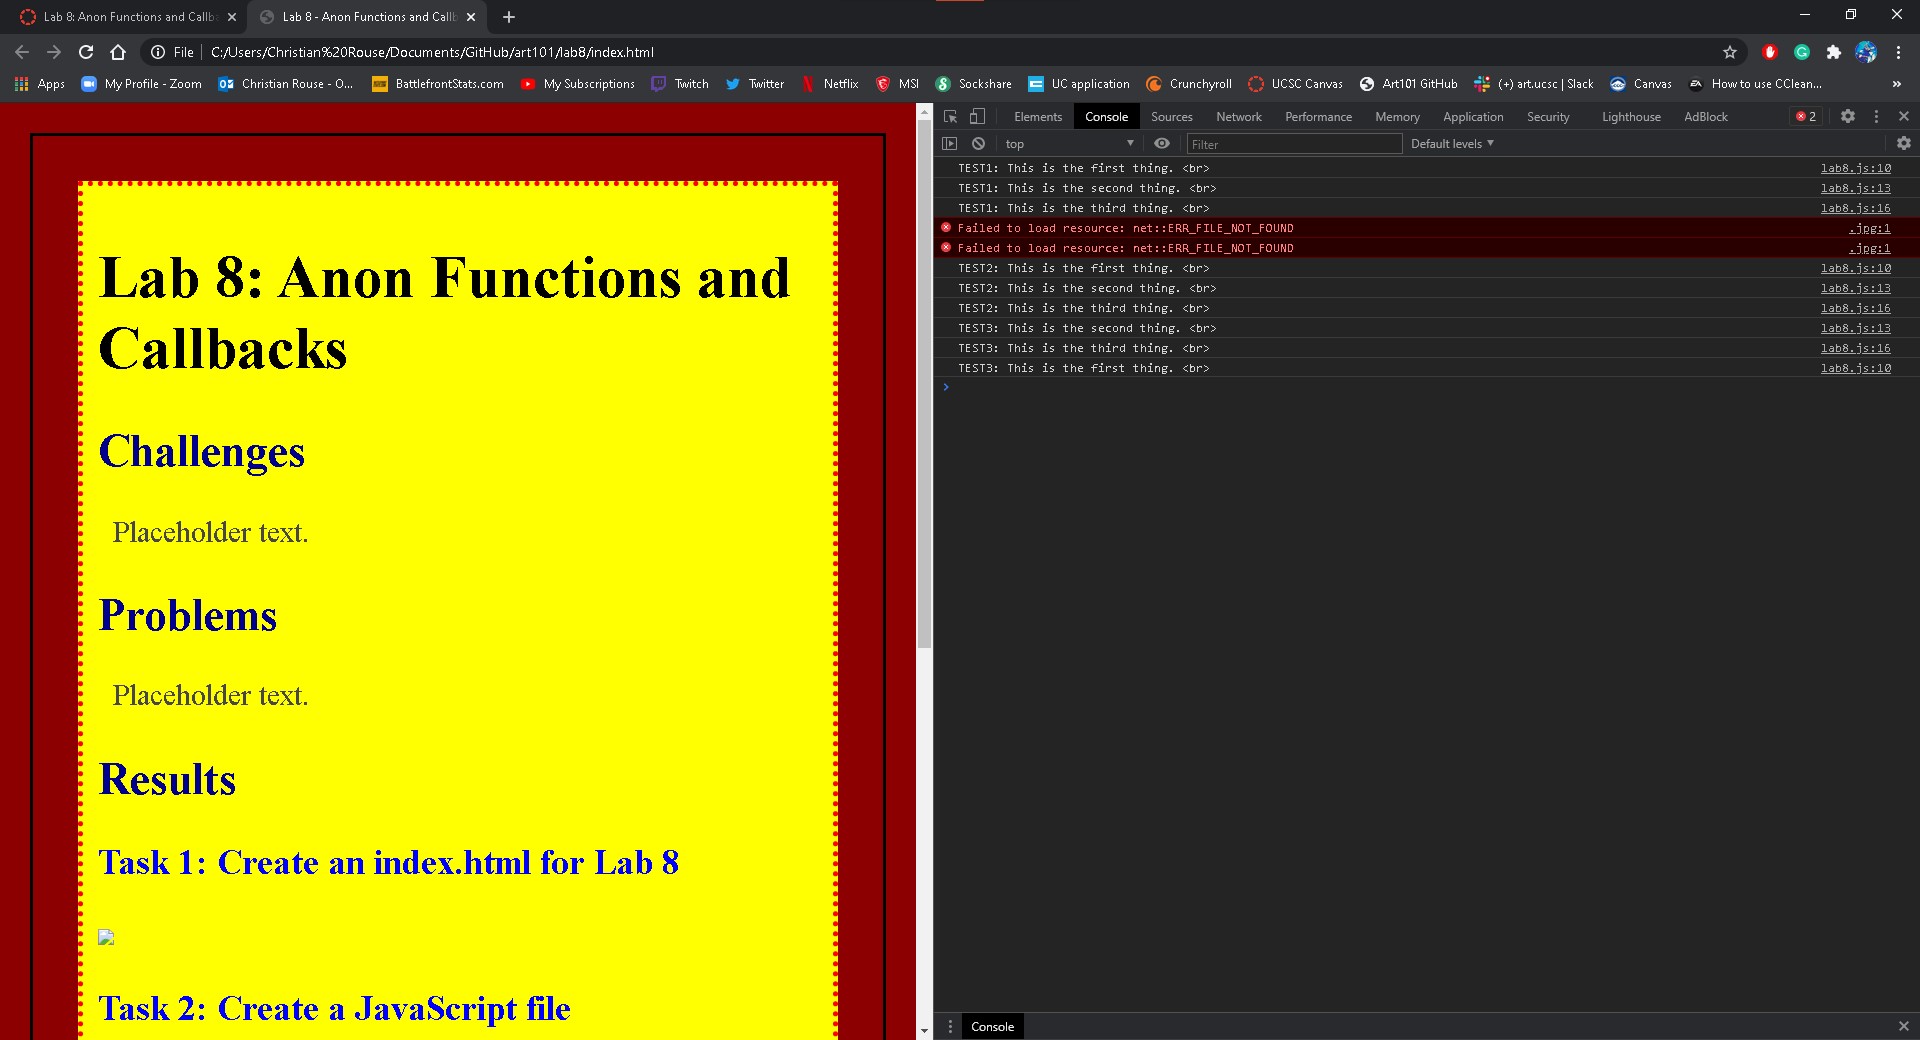 Lab 8: Anon Functions and Callba
Lab 8 - Anon Functions and Callb
File C:/Users/Christian%20Rouse/Documents/GitHub/art101/lab8/index.html
Apps My Profile - Zoom Christian Rouse - O... BattlefrontStats.com My Subscriptions Twitch Twitter Netflix MSI Sockshare UC application Crunchyroll UCSC Canvas Art101 GitHub (+) art.ucsc | Slack Canvas How to use CClean... »
Lab 8: Anon Functions and
Callbacks
Challenges
Placeholder text.
Problems
Placeholder text.
Results
Task 1: Create an index.html for Lab 8
Task 2: Create a JavaScript file
Elements Console Sources Network Performance Memory Application Security Lighthouse AdBlock 2
top Filter Default levels
TEST1: This is the first thing. <br> lab8.js:10
TEST1: This is the second thing. <br> lab8.js:13
TEST1: This is the third thing. <br> lab8.js:16
Failed to load resource: net::ERR_FILE_NOT_FOUND .jpg:1
Failed to load resource: net::ERR_FILE_NOT_FOUND .jpg:1
TEST2: This is the first thing. <br> lab8.js:10
TEST2: This is the second thing. <br> lab8.js:13
TEST2: This is the third thing. <br> lab8.js:16
TEST3: This is the second thing. <br> lab8.js:13
TEST3: This is the third thing. <br> lab8.js:16
TEST3: This is the first thing. <br> lab8.js:10
Console